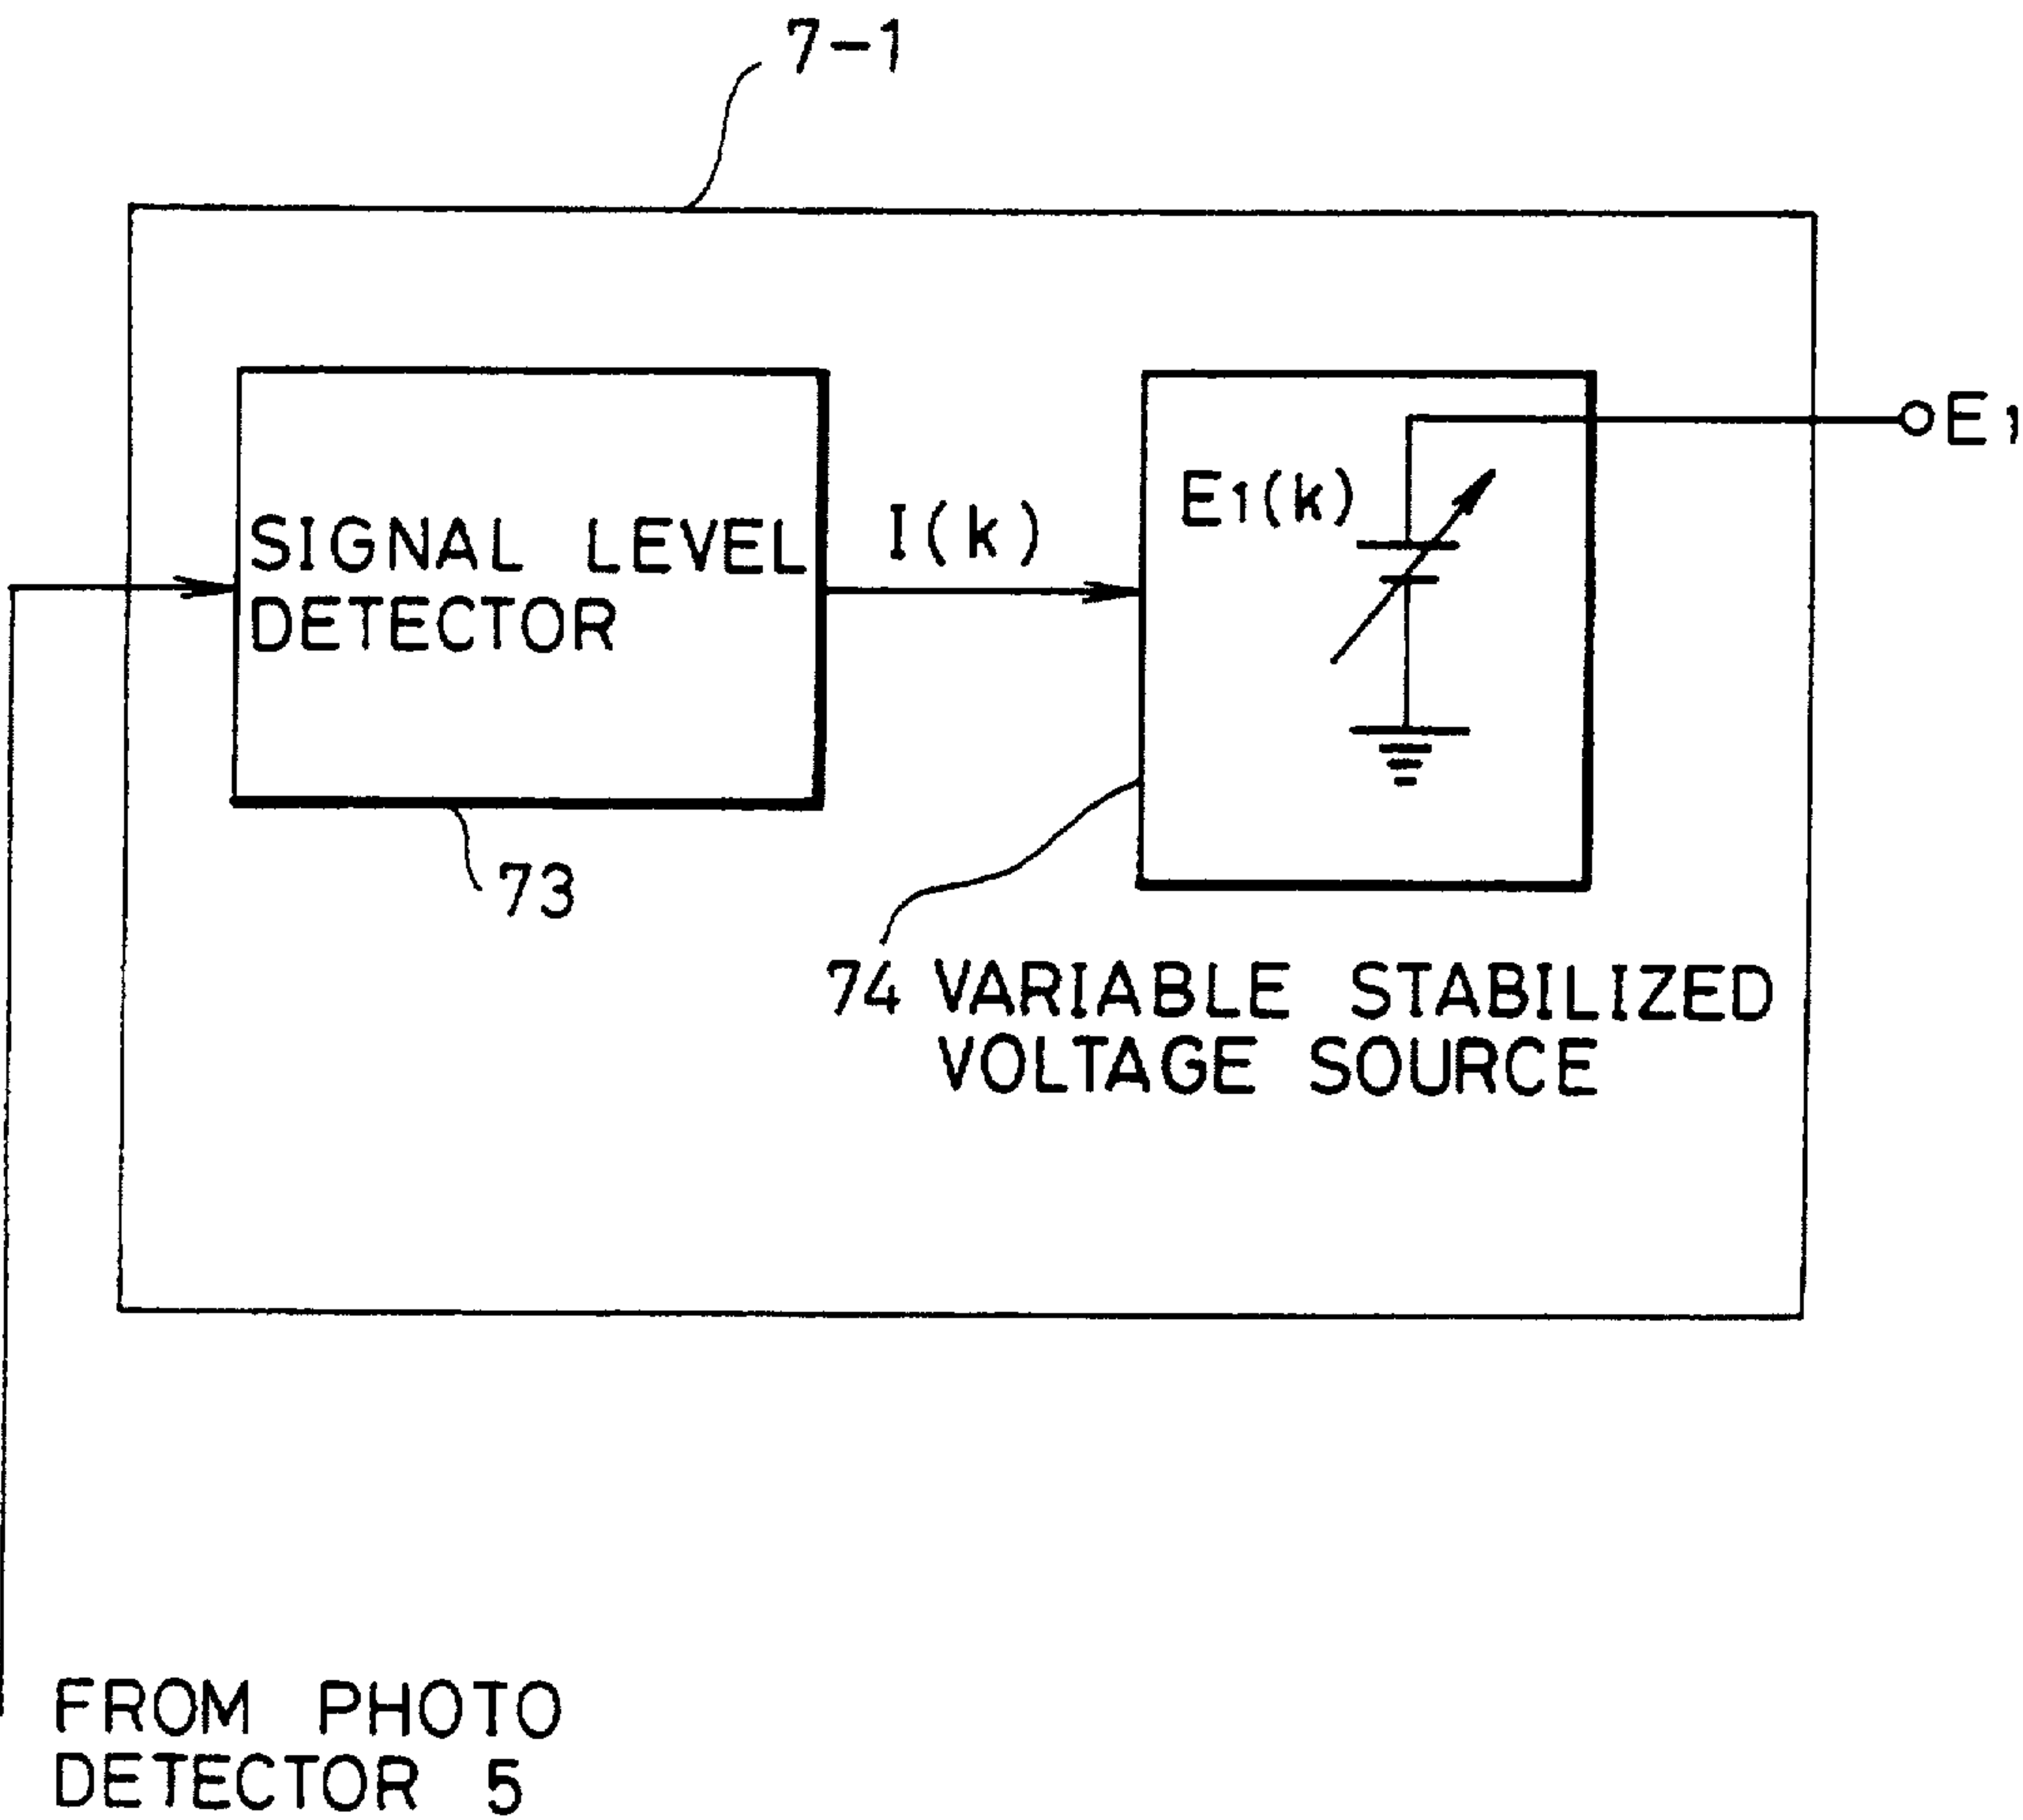 7-1
E1
E1(k)
I(k)
SIGNAL LEVEL
DETECTOR
73
74 VARIABLE STABILIZED
VOLTAGE SOURCE
FROM PHOTO
DETECTOR 5